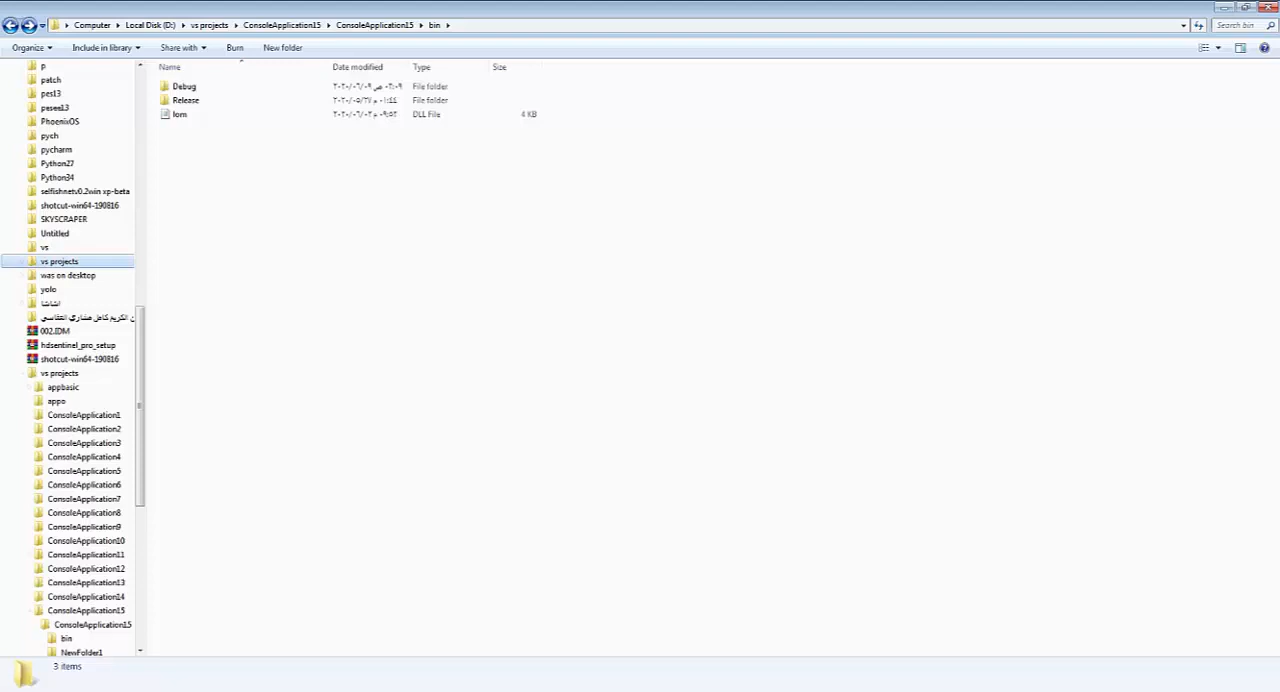 Computer Local Disk (D:) vs projects ConsoleApplication15 ConsoleApplication15 bin
Search bin
Organize Include in library Share with Burn New folder
Name Date modified Type Size
Debug File folder
Release File folder
lom DLL File 4 KB
p
patch
pes13
peses13
PhoenixOS
pych
pycharm
Python27
Python34
selfishnetv0.2win xp-beta
shotcut-win64-190816
SKYSCRAPER
Untitled
vs
vs projects
was on desktop
yolo
002.IDM
hdsentinel_pro_setup
shotcut-win64-190816
vs projects
appbasic
appo
ConsoleApplication1
ConsoleApplication2
ConsoleApplication3
ConsoleApplication4
ConsoleApplication5
ConsoleApplication6
ConsoleApplication7
ConsoleApplication8
ConsoleApplication9
ConsoleApplication10
ConsoleApplication11
ConsoleApplication12
ConsoleApplication13
ConsoleApplication14
ConsoleApplication15
ConsoleApplication15
bin
NewFolder1
3 items